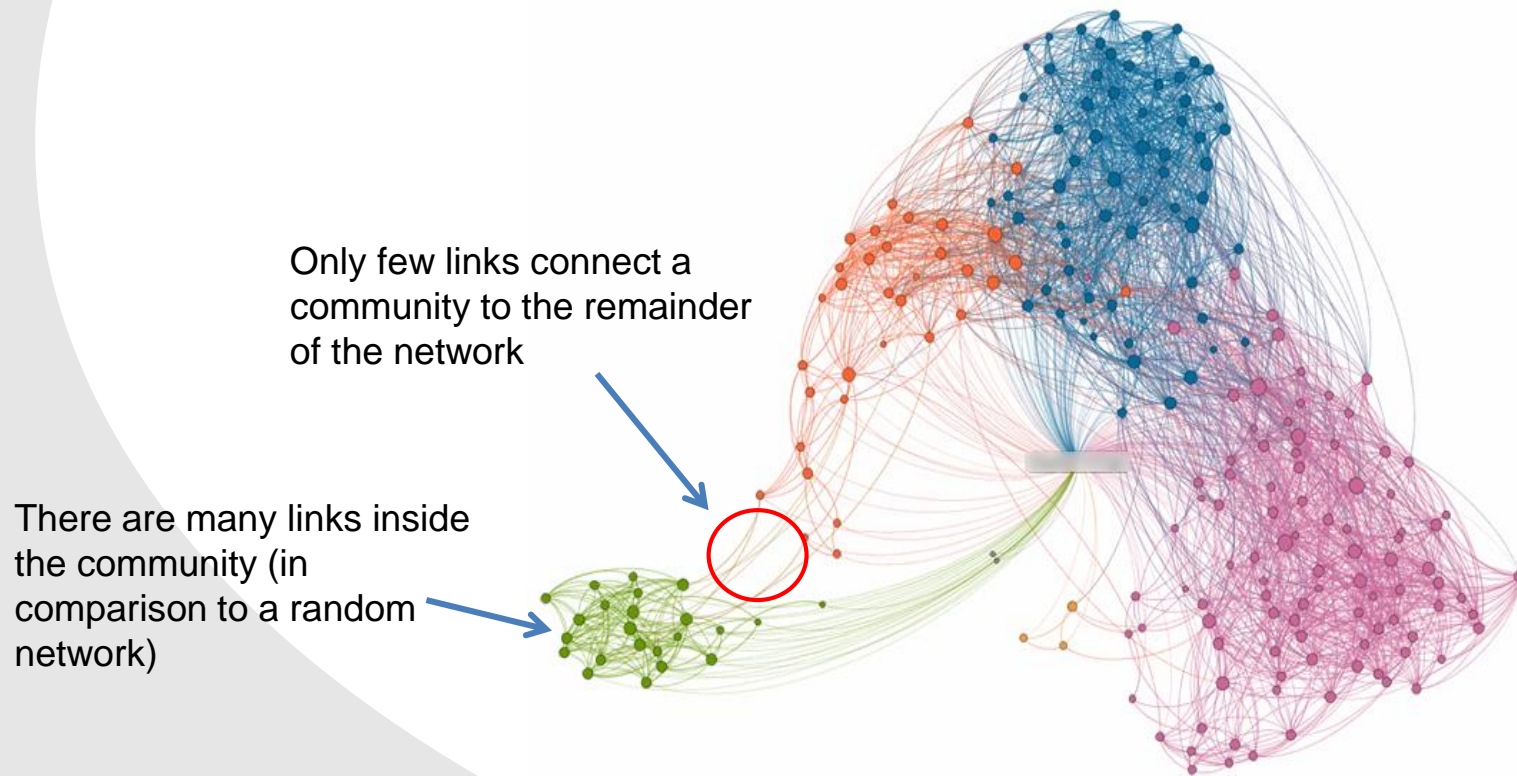 Only few links connect a
community to the remainder
of the network
There are many links inside
the community (in
comparison to a random
network)